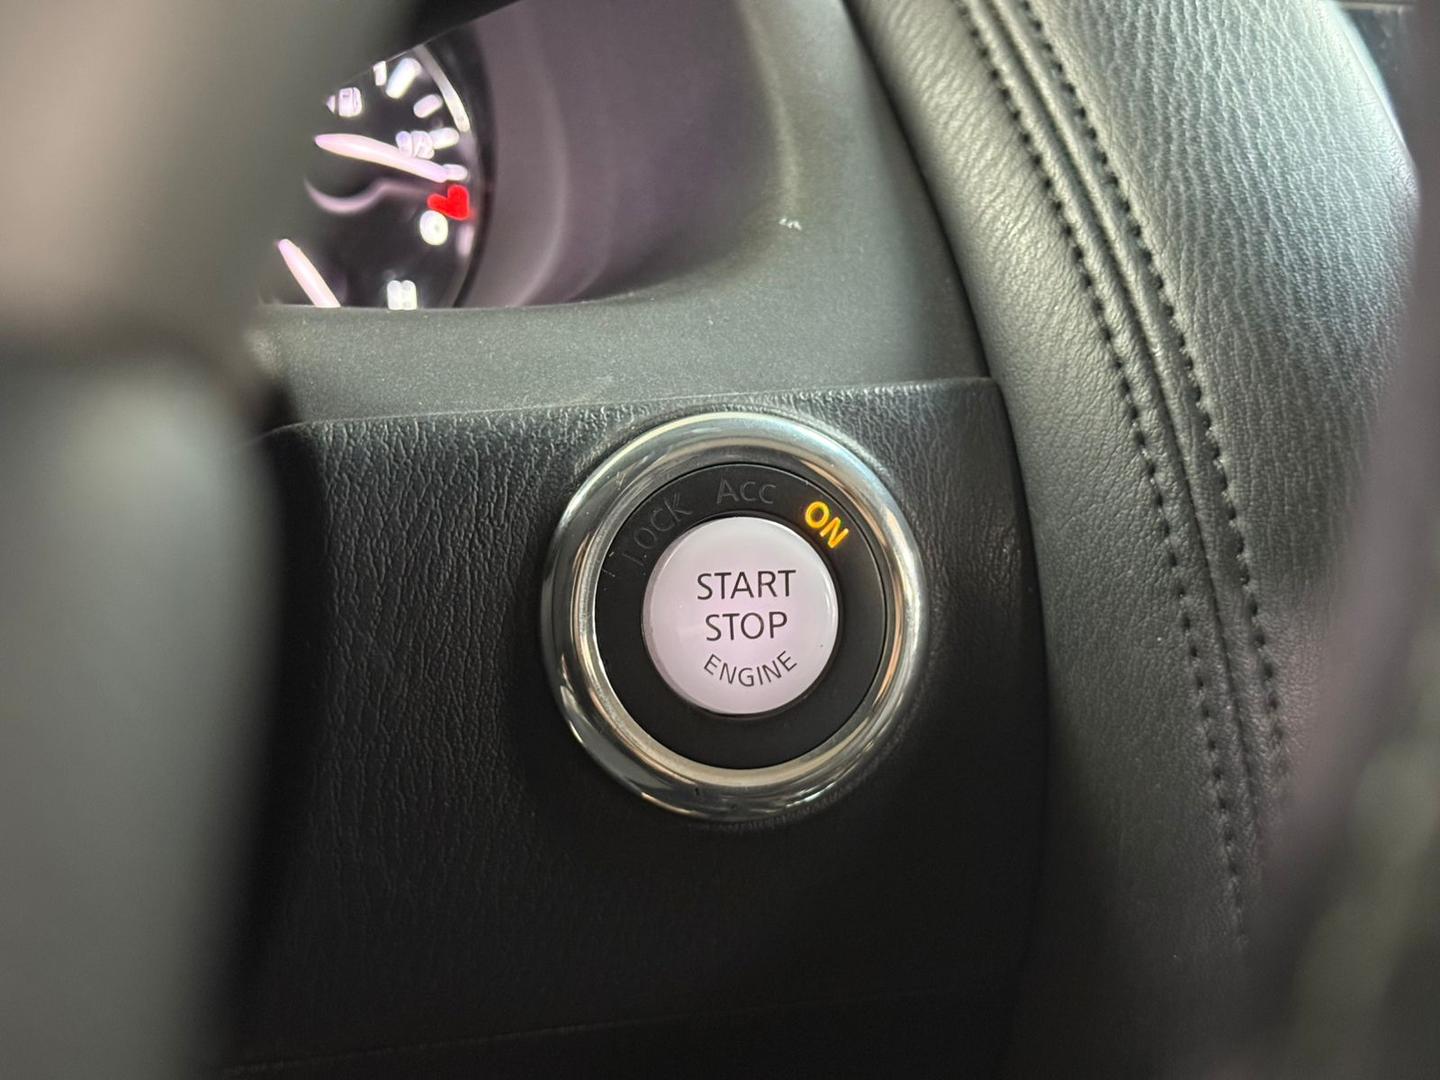 LOCK ACC ON
START
STOP
ENGINE